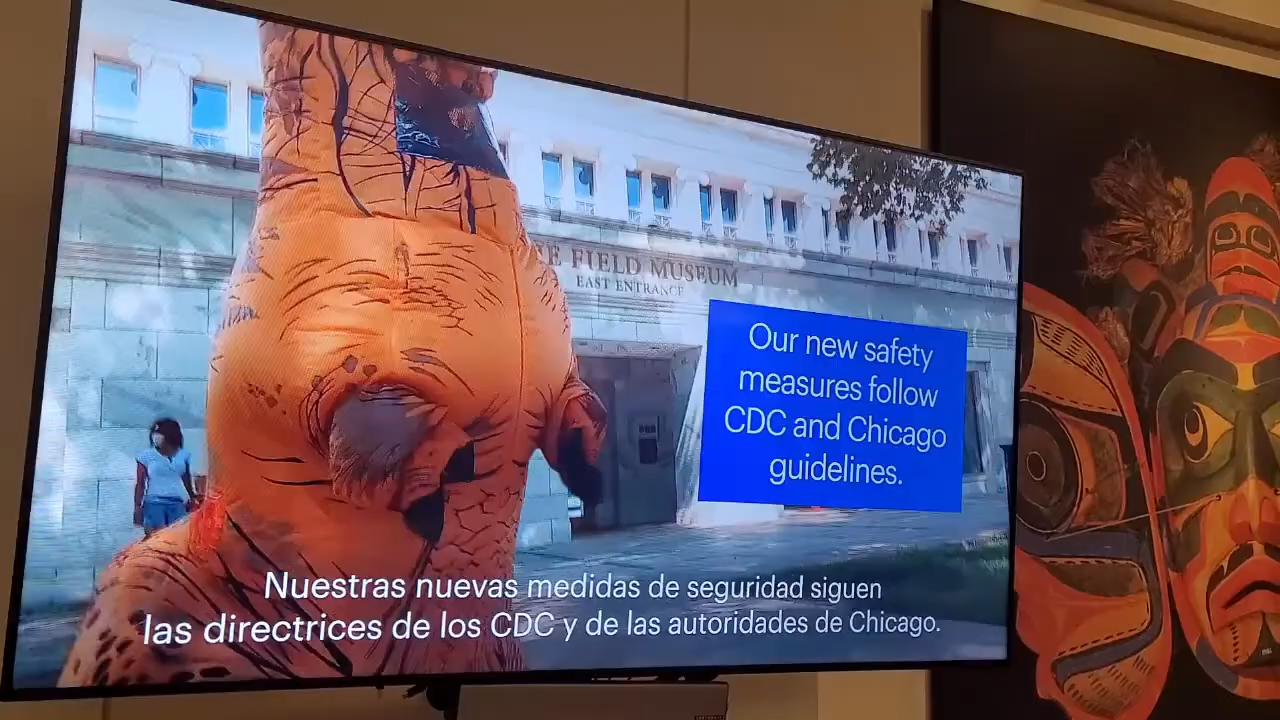 FIELD MUSEUM
EAST ENTRANCE
Our new safety
measures follow
CDC and Chicago
guidelines.
Nuestras nuevas medidas de seguridad siguen
las directrices de los CDC y de las autoridades de Chicago.